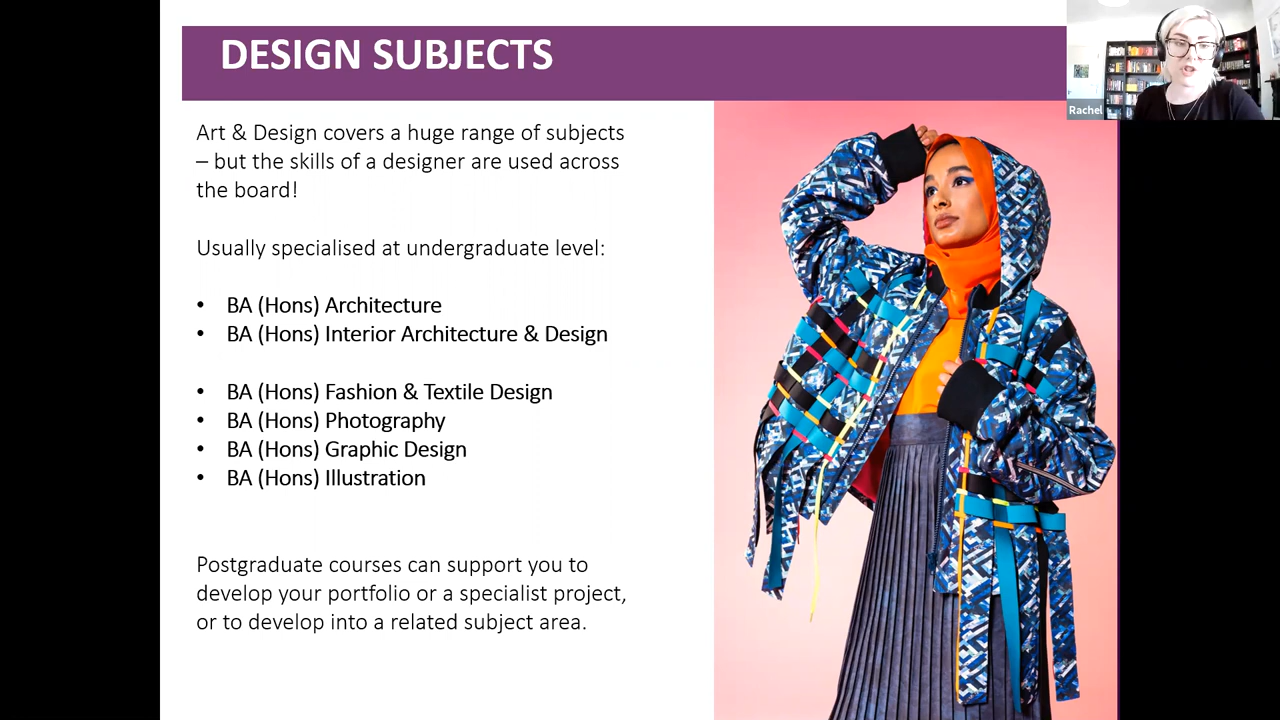 DESIGN SUBJECTS
Rachel
Art & Design covers a huge range of subjects
– but the skills of a designer are used across
the board!
Usually specialised at undergraduate level:
• BA (Hons) Architecture
• BA (Hons) Interior Architecture & Design
• BA (Hons) Fashion & Textile Design
• BA (Hons) Photography
• BA (Hons) Graphic Design
• BA (Hons) Illustration
Postgraduate courses can support you to
develop your portfolio or a specialist project,
or to develop into a related subject area.